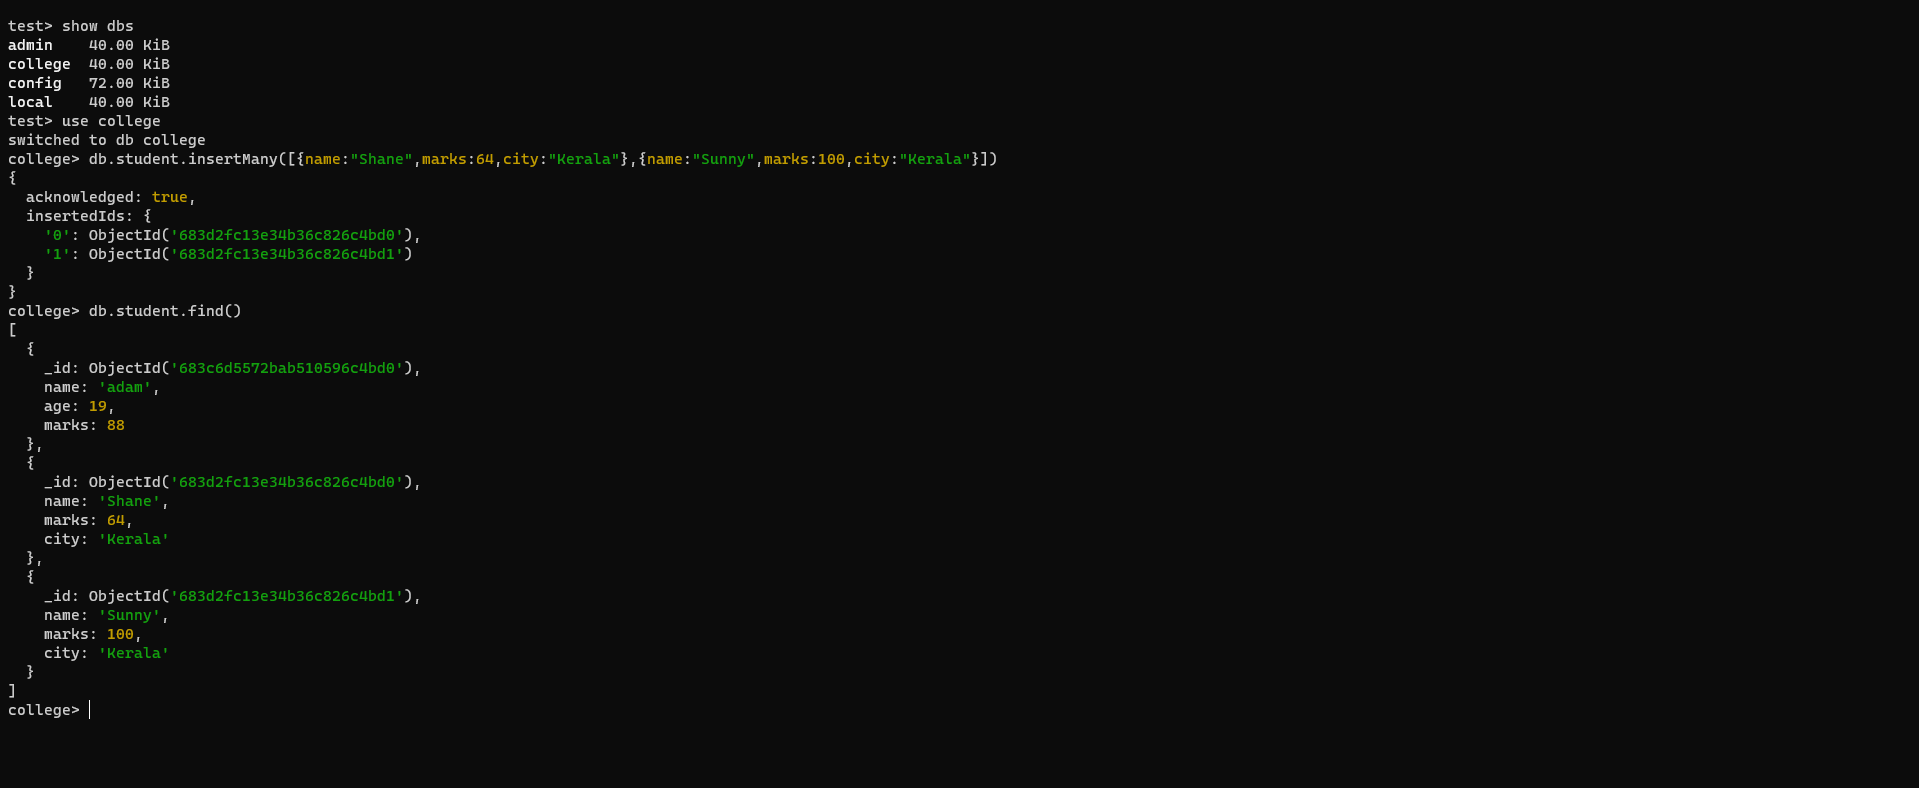 test> show dbs
admin    40.00 KiB
college  40.00 KiB
config   72.00 KiB
local    40.00 KiB
test> use college
switched to db college
college> db.student.insertMany([{name:"Shane",marks:64,city:"Kerala"},{name:"Sunny",marks:100,city:"Kerala"}])
{
  acknowledged: true,
  insertedIds: {
    '0': ObjectId('683d2fc13e34b36c826c4bd0'),
    '1': ObjectId('683d2fc13e34b36c826c4bd1')
  }
}
college> db.student.find()
[
  {
    _id: ObjectId('683c6d5572bab510596c4bd0'),
    name: 'adam',
    age: 19,
    marks: 88
  },
  {
    _id: ObjectId('683d2fc13e34b36c826c4bd0'),
    name: 'Shane',
    marks: 64,
    city: 'Kerala'
  },
  {
    _id: ObjectId('683d2fc13e34b36c826c4bd1'),
    name: 'Sunny',
    marks: 100,
    city: 'Kerala'
  }
]
college>